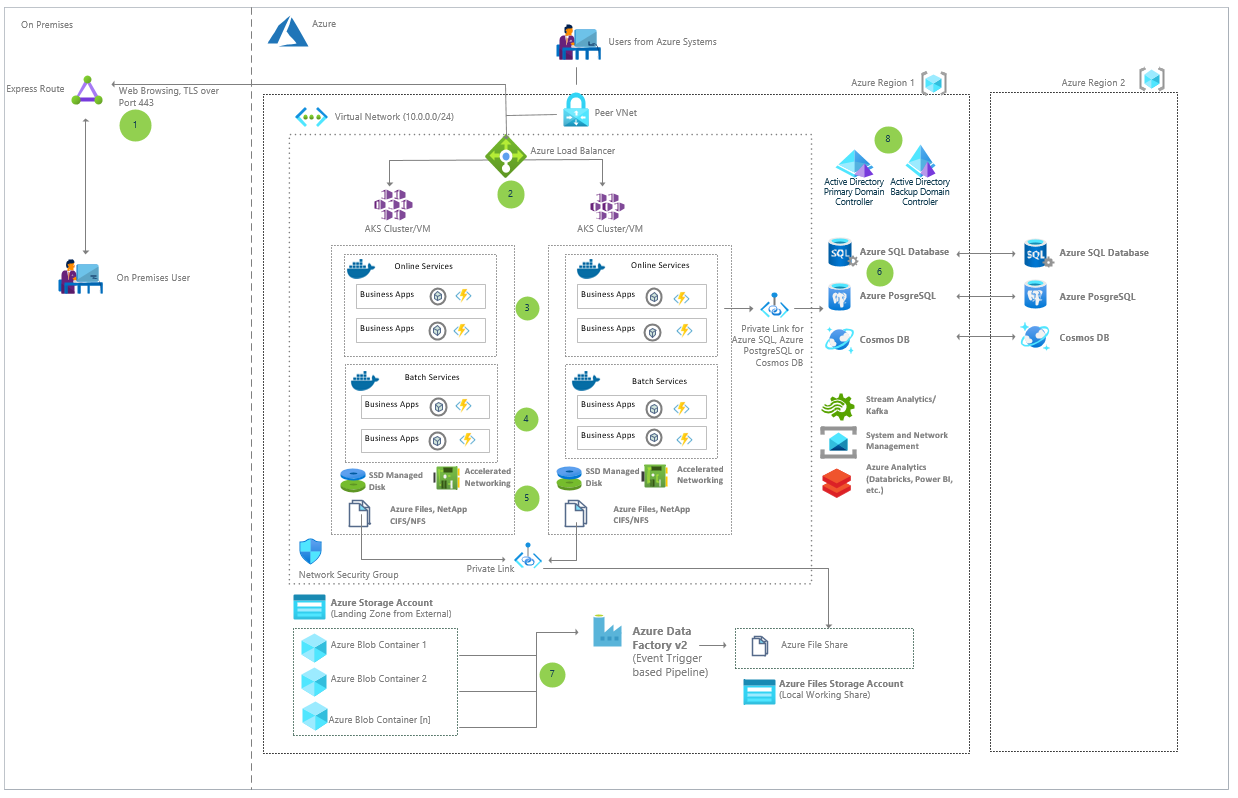 On Premises
Azure
Users from Azure Systems
Express Route
Web Browsing, TLS over
Port 443
1
Azure Region 1
Azure Region 2
Virtual Network (10.0.0.0/24)
Peer VNet
Azure Load Balancer
2
8
Active Directory
Primary Domain
Controller
Active Directory
Backup Domain
Controler
AKS Cluster/VM
AKS Cluster/VM
On Premises User
Online Services
Business Apps
Business Apps
3
Online Services
Business Apps
Business Apps
SQL
Azure SQL Database
6
SQL
Azure SQL Database
Azure PosgreSQL
Azure PosgreSQL
Private Link for
Azure SQL, Azure
PostgreSQL or
Cosmos DB
Cosmos DB
Cosmos DB
Batch Services
Business Apps
Business Apps
4
Batch Services
Business Apps
Business Apps
Stream Analytics/
Kafka
System and Network
Management
Azure Analytics
(Databricks, Power BI,
etc.)
SSD Managed
Disk
Accelerated
Networking
5
SSD Managed
Disk
Accelerated
Networking
Azure Files, NetApp
CIFS/NFS
Azure Files, NetApp
CIFS/NFS
Network Security Group
Private Link
Azure Storage Account
(Landing Zone from External)
Azure Blob Container 1
Azure Blob Container 2
Azure Blob Container [n]
7
Azure Data
Factory v2
(Event Trigger
based Pipeline)
Azure File Share
Azure Files Storage Account
(Local Working Share)